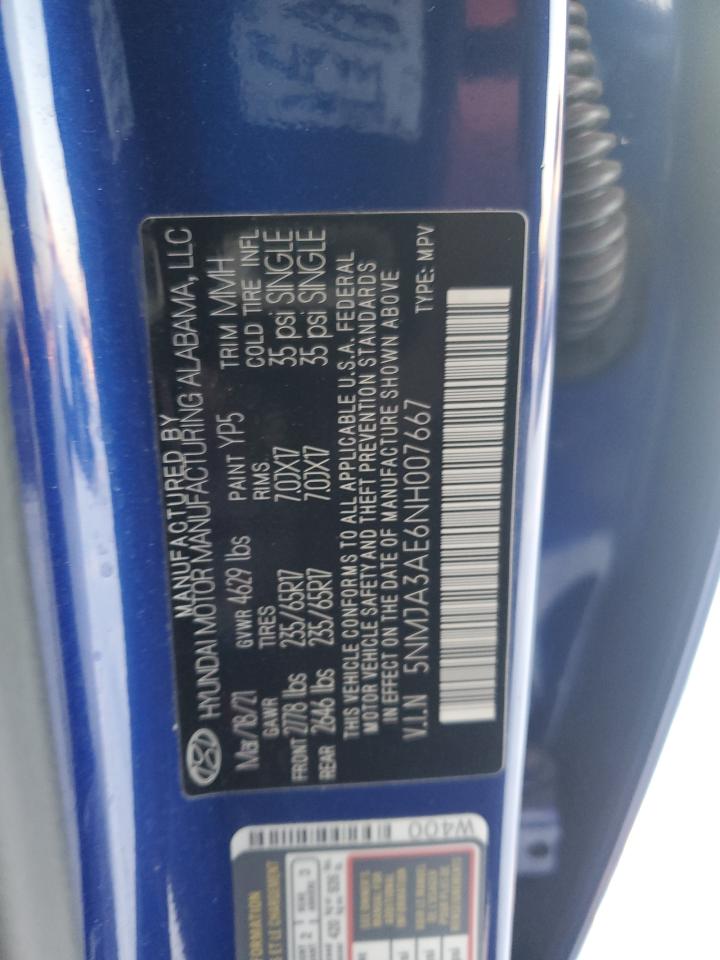 MANUFACTURED BY
HYUNDAI MOTOR MANUFACTURING ALABAMA, LLC
Mar/18/21 GVWR 4629 lbs PAINT YP5 TRIM MMH
GAWR TIRES RIMS COLD TIRE INFL
FRONT 2778 lbs 235/65R17 7.0JX17 35 psi SINGLE
REAR 2646 lbs 235/65R17 7.0JX17 35 psi SINGLE
THIS VEHICLE CONFORMS TO ALL APPLICABLE U.S.A. FEDERAL
MOTOR VEHICLE SAFETY AND THEFT PREVENTION STANDARDS
IN EFFECT ON THE DATE OF MANUFACTURE SHOWN ABOVE
V.I.N 5NMJA3AE6NH007667 TYPE: MPV
W400